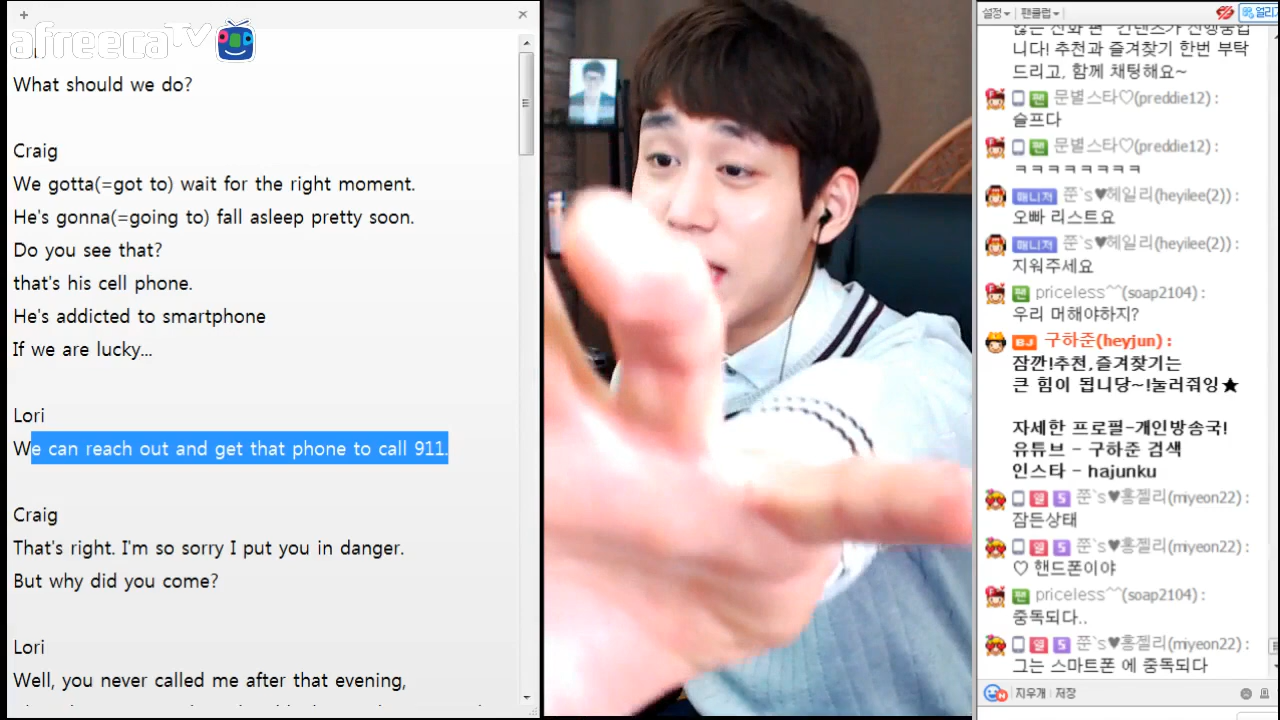 afreecaTV
What should we do?
Craig
We gotta(=got to) wait for the right moment.
He's gonna(=going to) fall asleep pretty soon.
Do you see that?
that's his cell phone.
He's addicted to smartphone
If we are lucky...
Lori
We can reach out and get that phone to call 911.
Craig
That's right. I'm so sorry I put you in danger.
But why did you come?
Lori
Well, you never called me after that evening,
설정 팬클럽
얼리
니다! 추천과 즐겨찾기 한번 부탁
드리고, 함께 채팅해요~
팬 문별스타♡(preddie12) :
슬프다
팬 문별스타♡(preddie12) :
ㅋㅋㅋㅋㅋㅋㅋㅋ
매니저 쭌`s♥헤일리(heyilee(2)) :
오빠 리스트요
매니저 쭌`s♥헤일리(heyilee(2)) :
지워주세요
팬 priceless^^(soap2104) :
우리 머해야하지?
BJ 구하준(heyjun) :
잠깐!추천,즐겨찾기는
큰 힘이 됩니당~!눌러줘잉★
자세한 프로필-개인방송국!
유튜브 - 구하준 검색
인스타 - hajunku
열 5 쭌`s♥홍젤리(miyeon22) :
잠든상태
열 5 쭌`s♥홍젤리(miyeon22) :
♡ 핸드폰이야
팬 priceless^^(soap2104) :
중독되다..
열 5 쭌`s♥홍젤리(miyeon22) :
그는 스마트폰 에 중독되다
지우개 저장